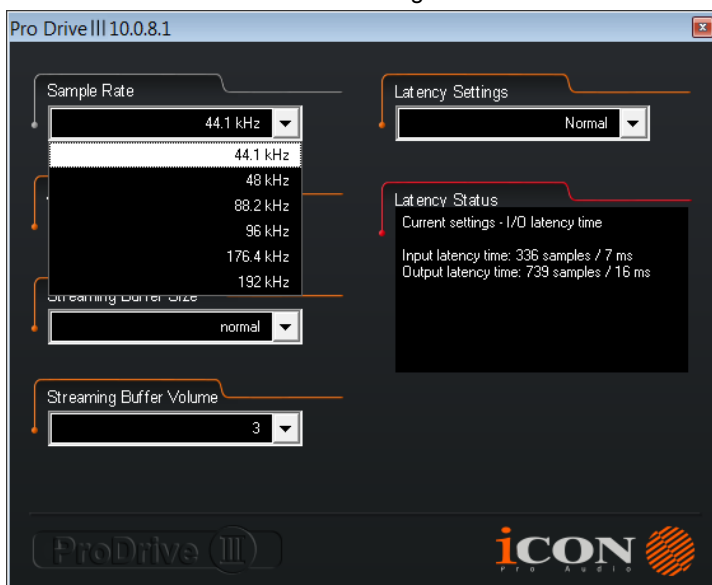 Pro Drive III 10.0.8.1
Sample Rate
44.1 kHz
44.1 kHz
48 kHz
88.2 kHz
96 kHz
176.4 kHz
192 kHz
Streaming Buffer Size
normal
Streaming Buffer Volume
3
Latency Settings
Normal
Latency Status
Current settings - I/O latency time
Input latency time: 336 samples / 7 ms
Output latency time: 739 samples / 16 ms
ProDrive III
iCON
Pro Audio